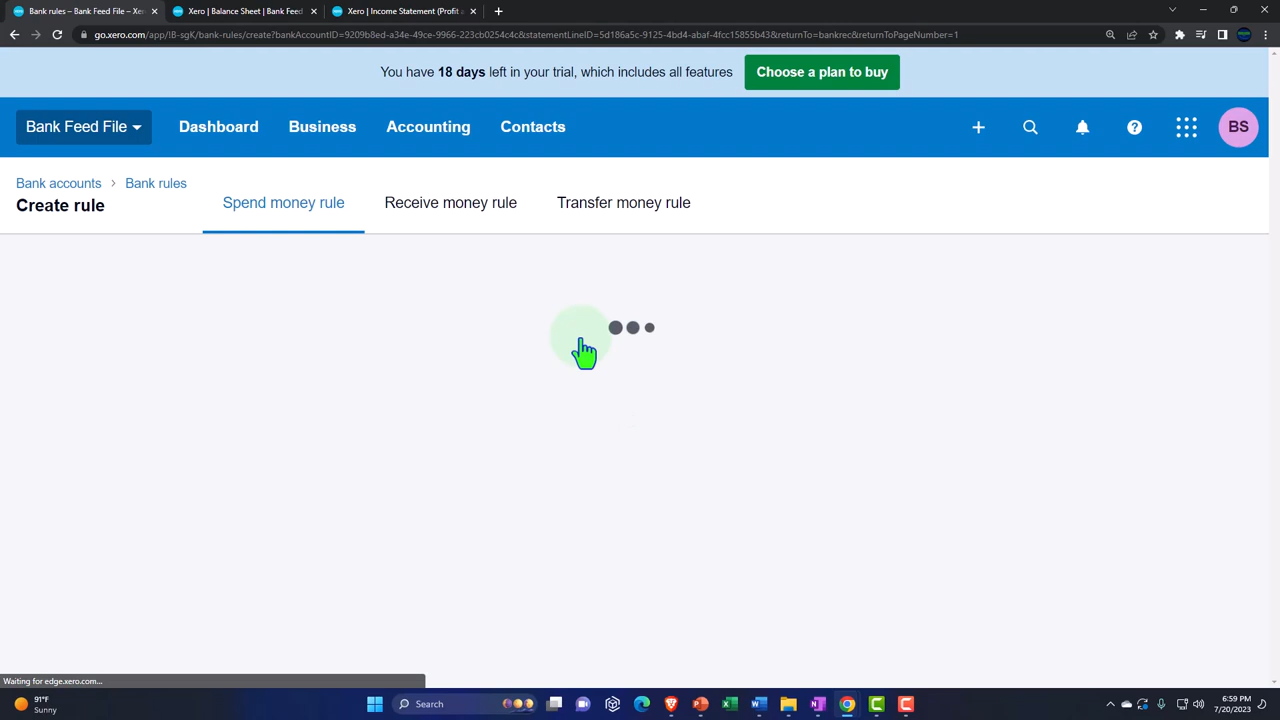 Bank rules – Bank Feed File – Xero
Xero | Balance Sheet | Bank Feed
Xero | Income Statement (Profit a
go.xero.com/app/!B-sgK/bank-rules/create?bankAccountID=9209b8ed-a34e-49ce-9966-223cb0254c4c&statementLineID=5d186a5c-9125-4bd4-abaf-4fcc15855b43&returnTo=bankrec&returnToPageNumber=1
You have 18 days left in your trial, which includes all features
Choose a plan to buy
Bank Feed File
Dashboard
Business
Accounting
Contacts
BS
Bank accounts > Bank rules
Create rule
Spend money rule
Receive money rule
Transfer money rule
Waiting for edge.xero.com...
91°F
Sunny
Search
6:59 PM
7/20/2023